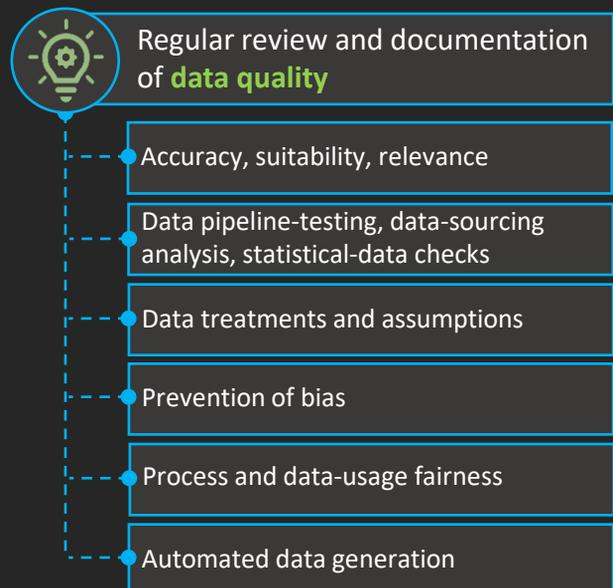 Regular review and documentation
of data quality
Accuracy, suitability, relevance
Data pipeline-testing, data-sourcing
analysis, statistical-data checks
Data treatments and assumptions
Prevention of bias
Process and data-usage fairness
Automated data generation